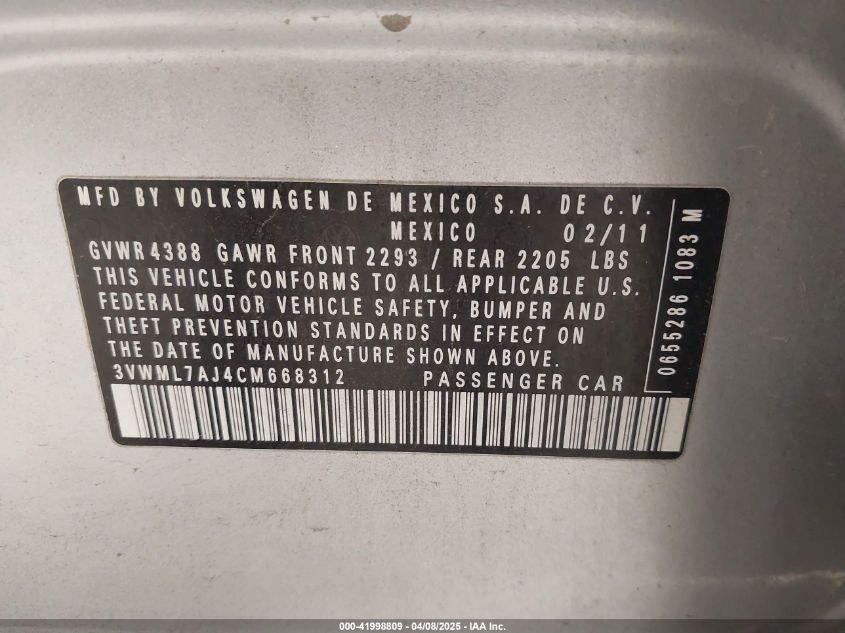 MFD BY VOLKSWAGEN DE MEXICO S.A. DE C.V.
MEXICO 02/11
GVWR 4388 GAWR FRONT 2293 / REAR 2205 LBS
THIS VEHICLE CONFORMS TO ALL APPLICABLE U.S.
FEDERAL MOTOR VEHICLE SAFETY, BUMPER AND
THEFT PREVENTION STANDARDS IN EFFECT ON
THE DATE OF MANUFACTURE SHOWN ABOVE.
3VWML7AJ4CM668312 PASSENGER CAR
0655286 1083 M
000-41998809 - 04/08/2025 - IAA Inc.